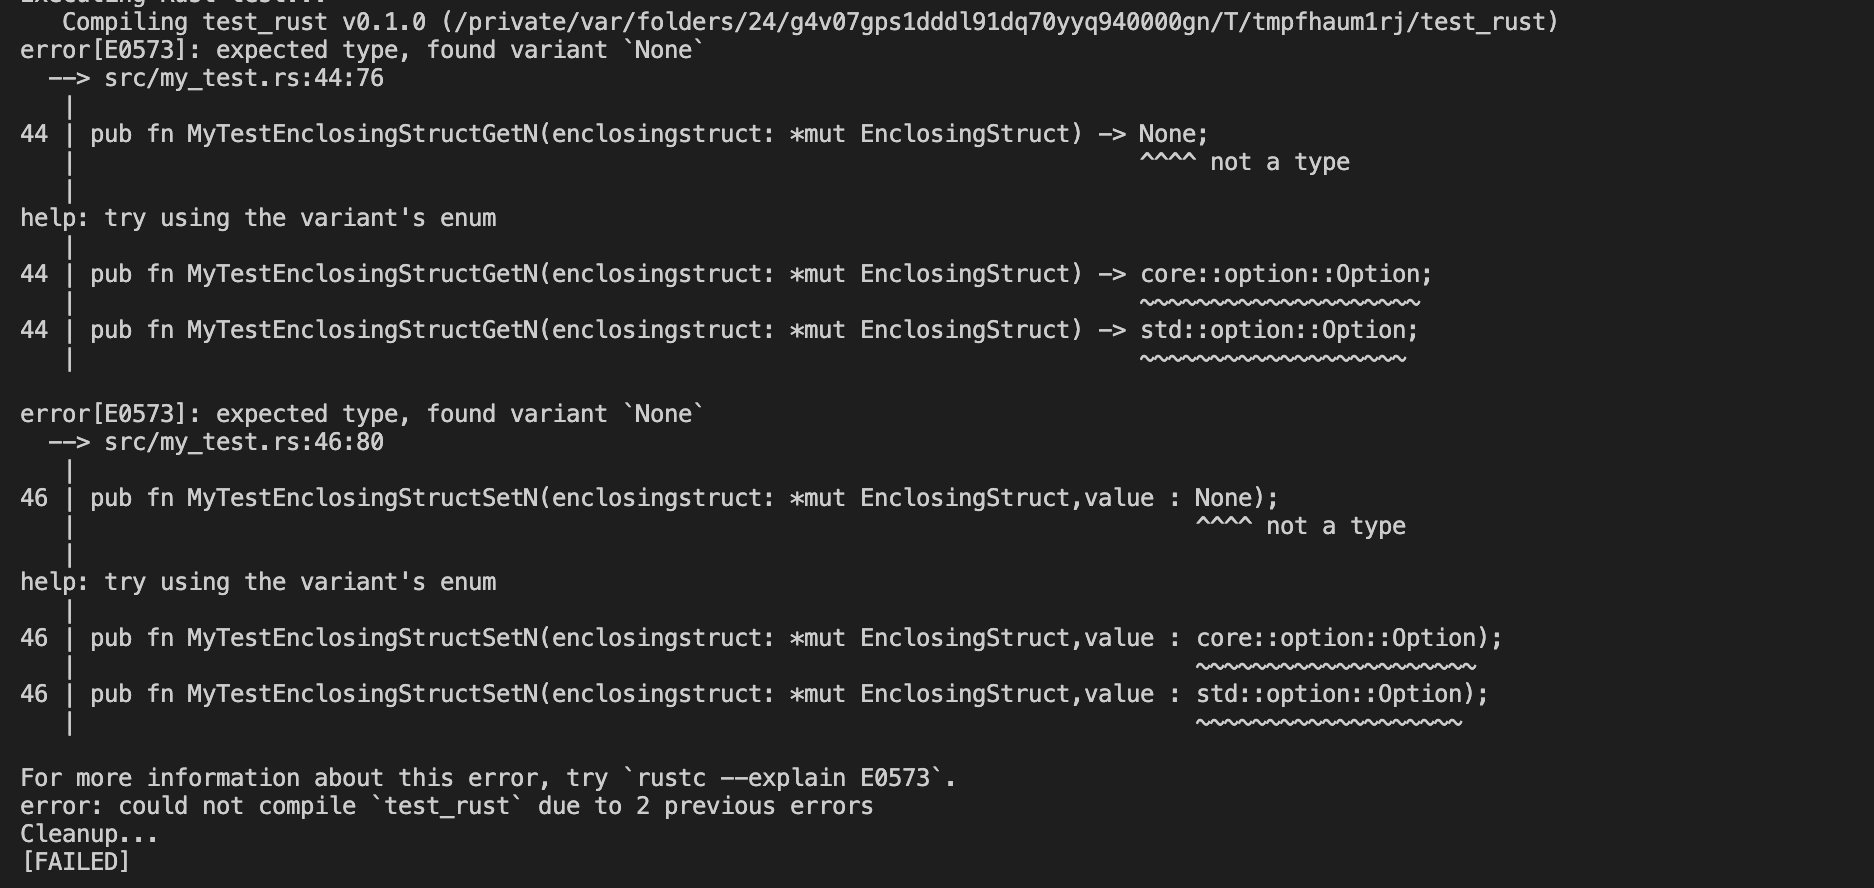 Executing Rust test...
   Compiling test_rust v0.1.0 (/private/var/folders/24/g4v07gps1dddl91dq70yyq940000gn/T/tmpfhaum1rj/test_rust)
error[E0573]: expected type, found variant `None`
  --> src/my_test.rs:44:76
   |
44 | pub fn MyTestEnclosingStructGetN(enclosingstruct: *mut EnclosingStruct) -> None;
   |                                                                            ^^^^ not a type
   |
help: try using the variant's enum
   |
44 | pub fn MyTestEnclosingStructGetN(enclosingstruct: *mut EnclosingStruct) -> core::option::Option;
   |                                                                            ~~~~~~~~~~~~~~~~~~~~
44 | pub fn MyTestEnclosingStructGetN(enclosingstruct: *mut EnclosingStruct) -> std::option::Option;
   |                                                                            ~~~~~~~~~~~~~~~~~~~

error[E0573]: expected type, found variant `None`
  --> src/my_test.rs:46:80
   |
46 | pub fn MyTestEnclosingStructSetN(enclosingstruct: *mut EnclosingStruct,value : None);
   |                                                                                ^^^^ not a type
   |
help: try using the variant's enum
   |
46 | pub fn MyTestEnclosingStructSetN(enclosingstruct: *mut EnclosingStruct,value : core::option::Option);
   |                                                                                ~~~~~~~~~~~~~~~~~~~~
46 | pub fn MyTestEnclosingStructSetN(enclosingstruct: *mut EnclosingStruct,value : std::option::Option);
   |                                                                                ~~~~~~~~~~~~~~~~~~~

For more information about this error, try `rustc --explain E0573`.
error: could not compile `test_rust` due to 2 previous errors
Cleanup...
[FAILED]